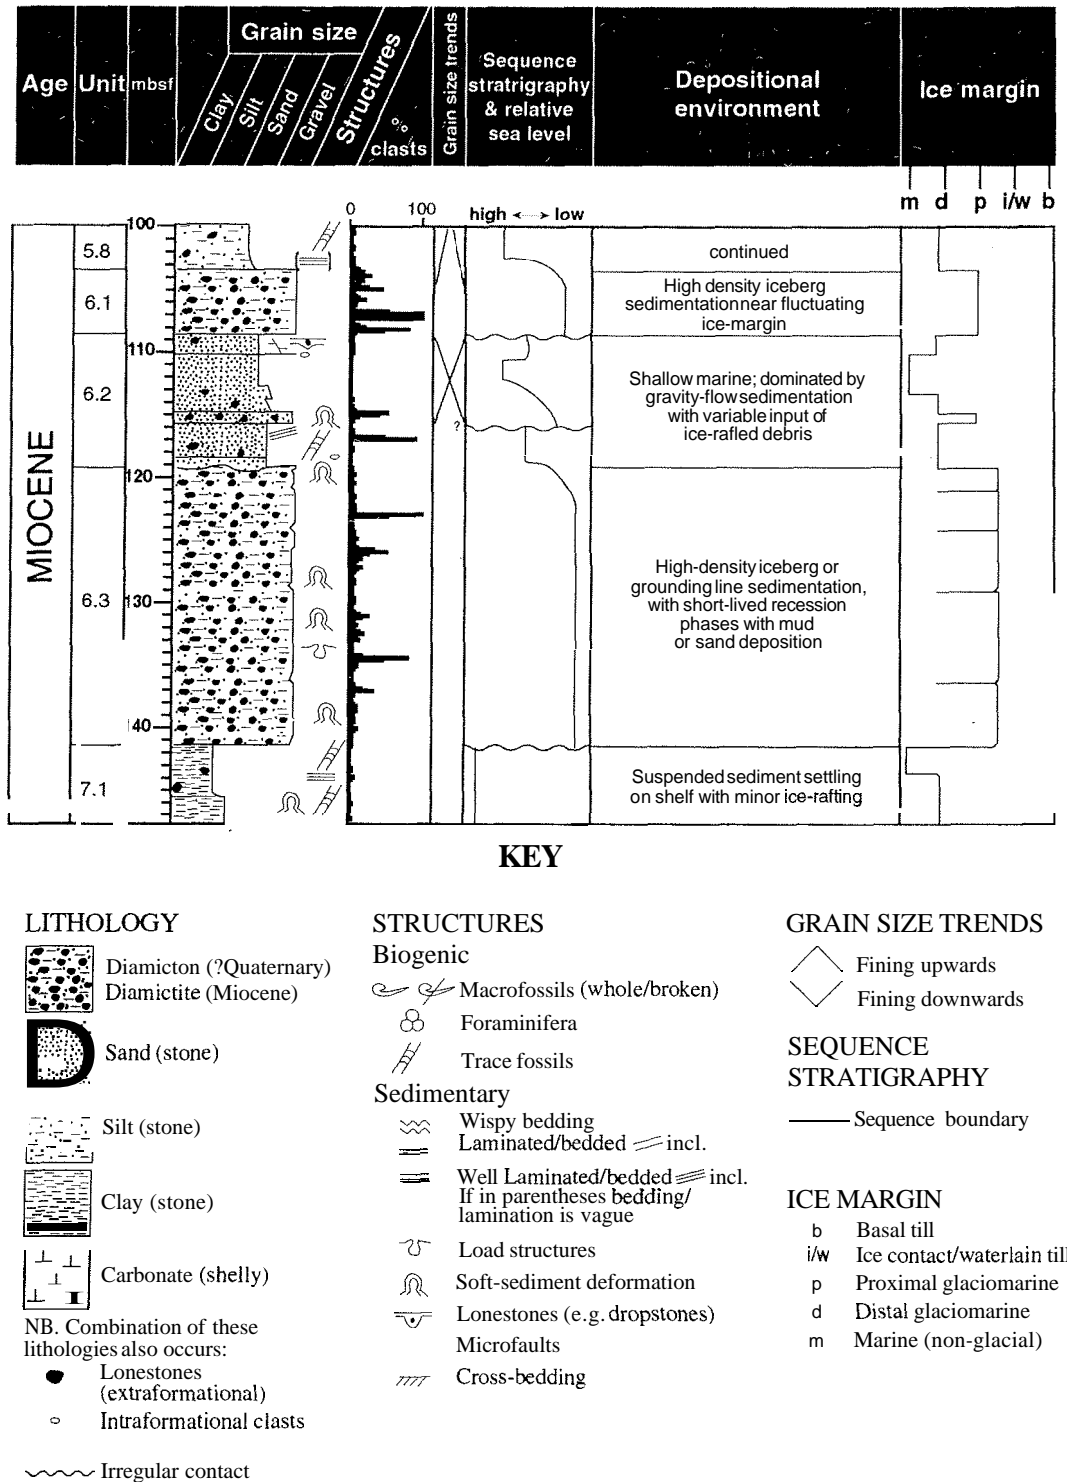 Age
Unit
mbsf
Grain size
Clay
Silt
Sand
Gravel
Structures
% clasts
Grain size trends
Sequence
stratigraphy
& relative
sea level
Depositional
environment
Ice margin
m d p i/w b
0 100
high low
100
110
120
130
40
MIOCENE
5.8
6.1
6.2
6.3
7.1
?
continued
High density iceberg
sedimentationnear fluctuating
ice-margin
Shallow marine; dominated by
gravity-flowsedimentation
with variable input of
ice-rafled debris
High-density iceberg or
grounding line sedimentation,
with short-lived recession
phases with mud
or sand deposition
Suspended sediment settling
on shelf with minor ice-rafting
KEY
LITHOLOGY
Diamicton (?Quaternary)
Diamictite (Miocene)
D
Sand (stone)
Silt (stone)
Clay (stone)
Carbonate (shelly)
NB. Combination of these
lithologies also occurs:
Lonestones
(extraformational)
Intraformational clasts
Irregular contact
STRUCTURES
Biogenic
Macrofossils (whole/broken)
Foraminifera
Trace fossils
Sedimentary
Wispy bedding
Laminated/bedded incl.
Well Laminated/bedded incl.
If in parentheses bedding/
lamination is vague
Load structures
Soft-sediment deformation
Lonestones (e.g. dropstones)
Microfaults
Cross-bedding
GRAIN SIZE TRENDS
Fining upwards
Fining downwards
SEQUENCE
STRATIGRAPHY
Sequence boundary
ICE MARGIN
b Basal till
i/w Ice contact/waterlain till
p Proximal glaciomarine
d Distal glaciomarine
m Marine (non-glacial)